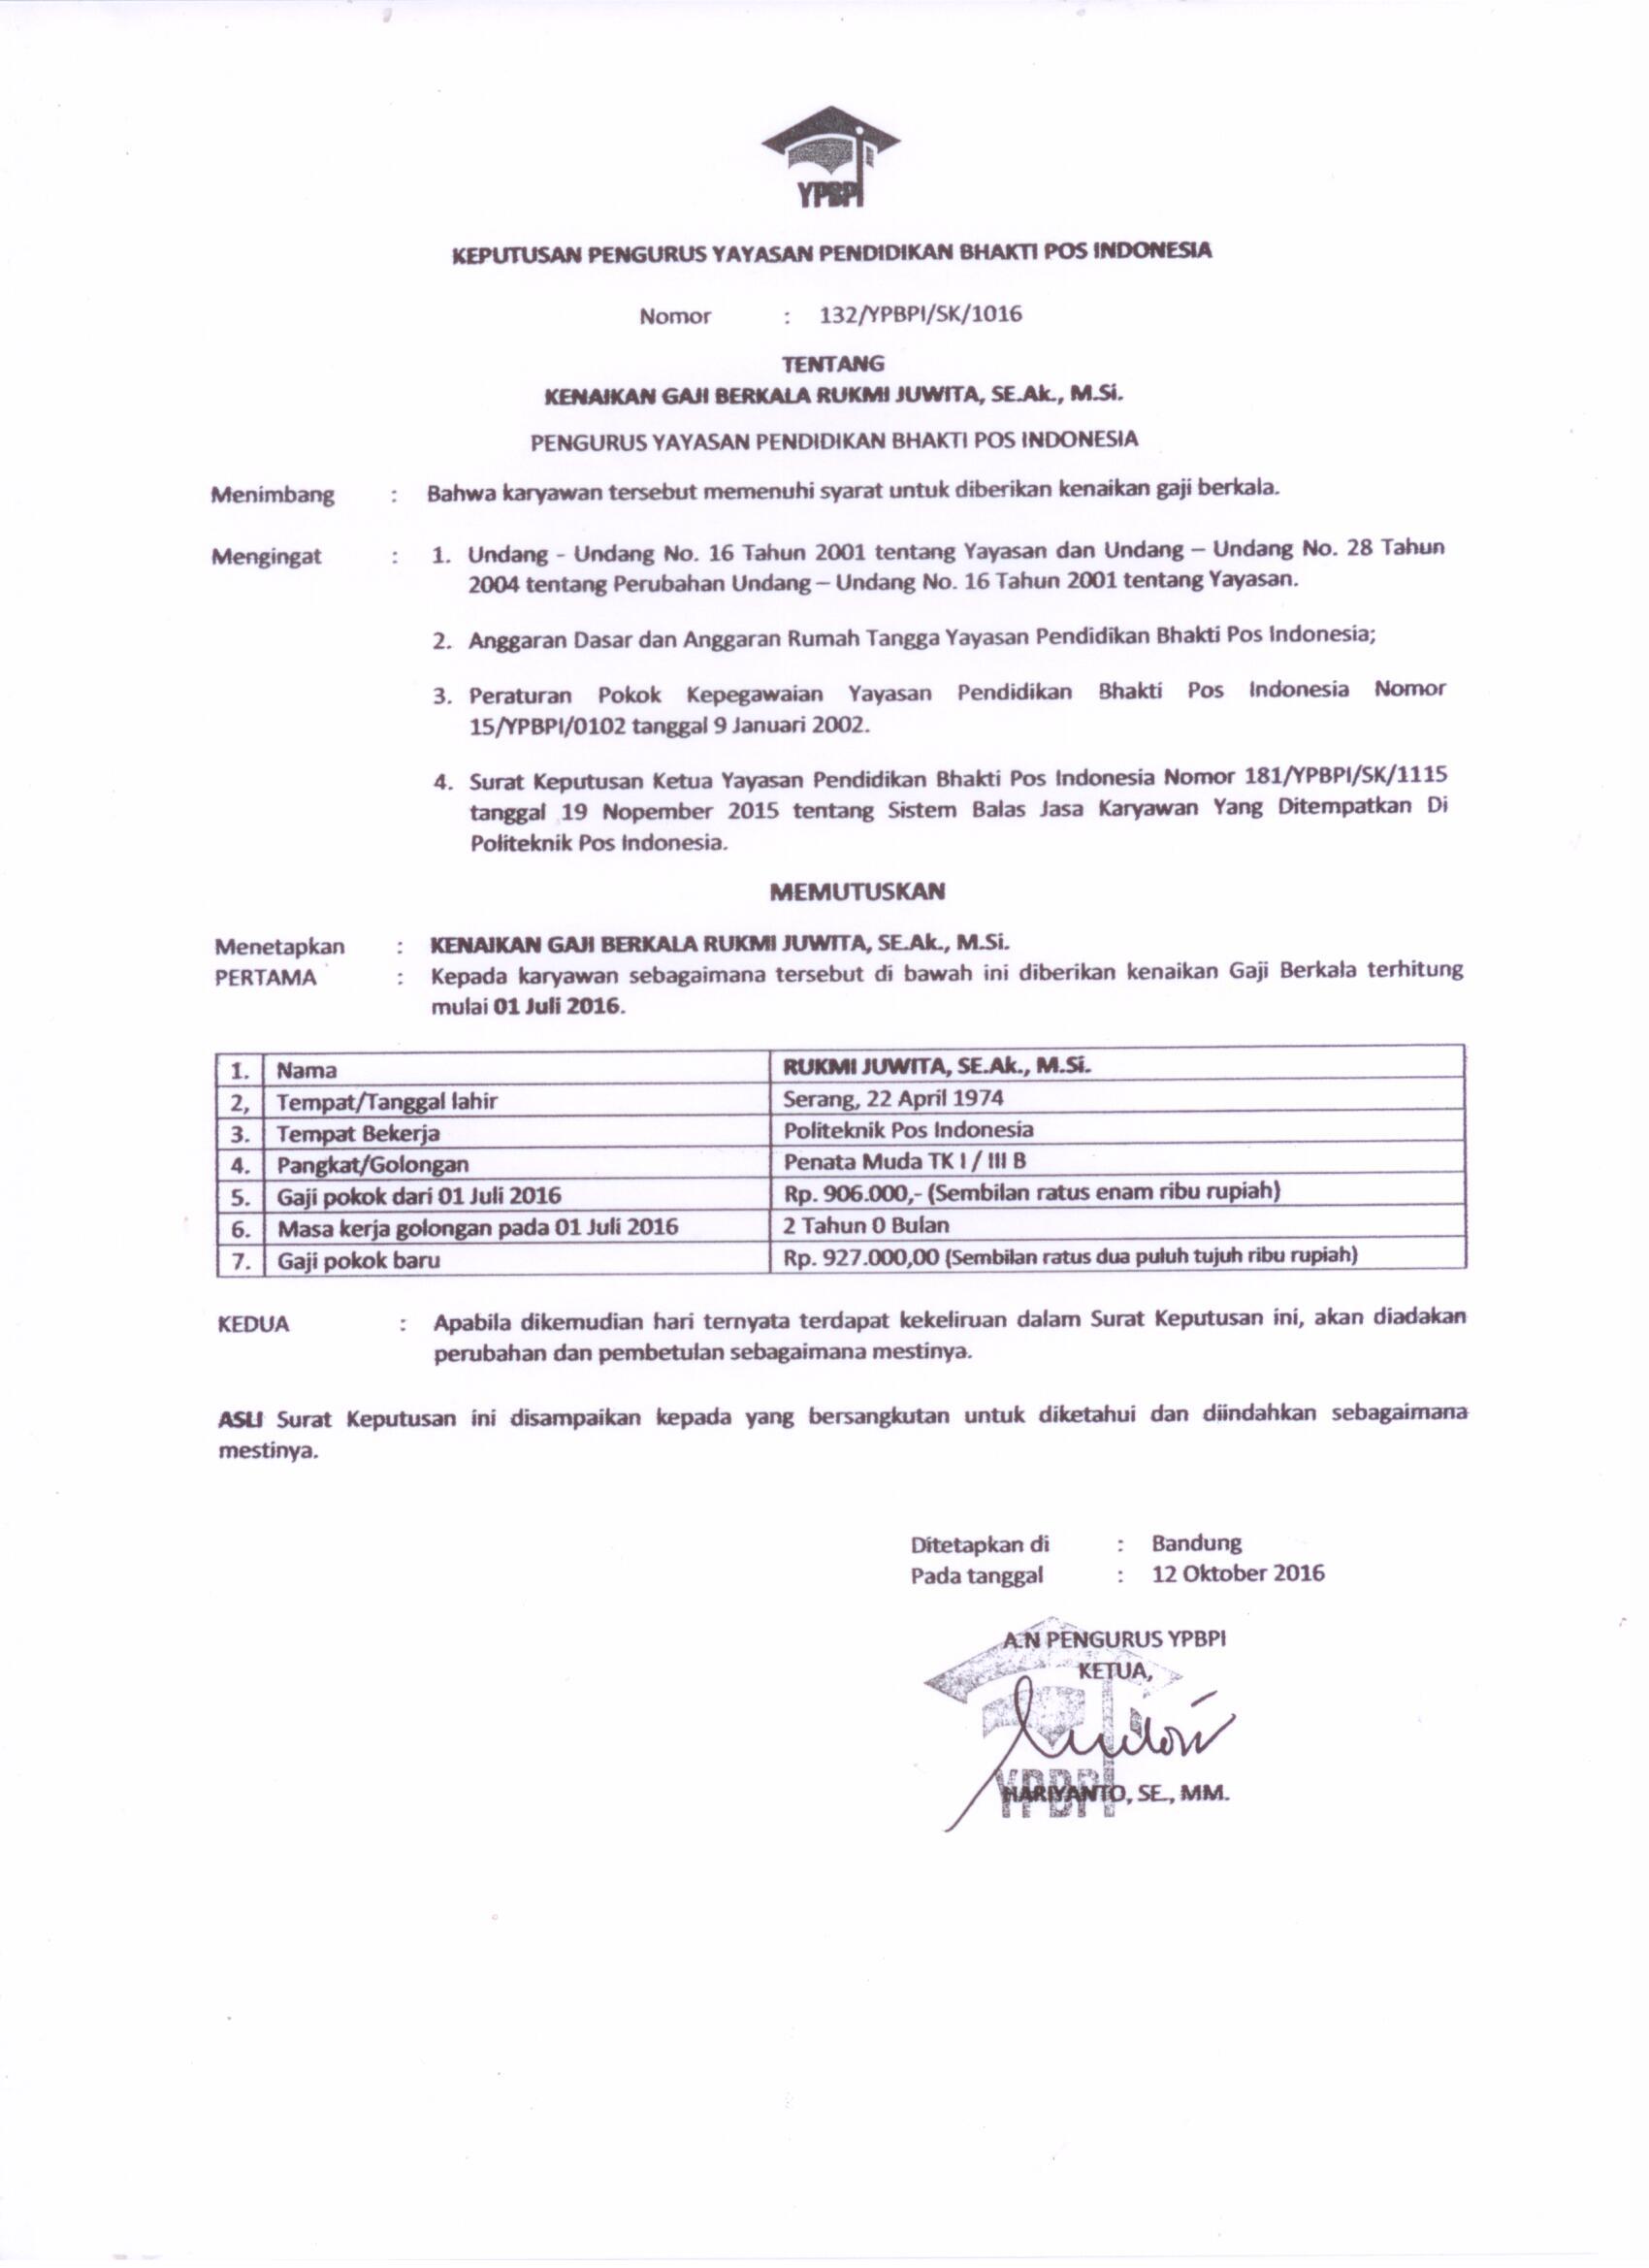 YPBPI
KEPUTUSAN PENGURUS YAYASAN PENDIDIKAN BHAKTI POS INDONESIA
Nomor : 132/YPBPI/SK/1016
TENTANG
KENAIKAN GAJI BERKALA RUKMI JUWITA, SE.Ak., M.Si.
PENGURUS YAYASAN PENDIDIKAN BHAKTI POS INDONESIA
Menimbang : Bahwa karyawan tersebut memenuhi syarat untuk diberikan kenaikan gaji berkala.
Mengingat : 1. Undang - Undang No. 16 Tahun 2001 tentang Yayasan dan Undang – Undang No. 28 Tahun
2004 tentang Perubahan Undang – Undang No. 16 Tahun 2001 tentang Yayasan.
2. Anggaran Dasar dan Anggaran Rumah Tangga Yayasan Pendidikan Bhakti Pos Indonesia;
3. Peraturan Pokok Kepegawaian Yayasan Pendidikan Bhakti Pos Indonesia Nomor
15/YPBPI/0102 tanggal 9 Januari 2002.
4. Surat Keputusan Ketua Yayasan Pendidikan Bhakti Pos Indonesia Nomor 181/YPBPI/SK/1115
tanggal 19 Nopember 2015 tentang Sistem Balas Jasa Karyawan Yang Ditempatkan Di
Politeknik Pos Indonesia.
MEMUTUSKAN
Menetapkan : KENAIKAN GAJI BERKALA RUKMI JUWITA, SE.Ak., M.Si.
PERTAMA : Kepada karyawan sebagaimana tersebut di bawah ini diberikan kenaikan Gaji Berkala terhitung
mulai 01 Juli 2016.
1. Nama RUKMI JUWITA, SE.Ak., M.Si.
2, Tempat/Tanggal lahir Serang, 22 April 1974
3. Tempat Bekerja Politeknik Pos Indonesia
4. Pangkat/Golongan Penata Muda TK I / III B
5. Gaji pokok dari 01 Juli 2016 Rp. 906.000,- (Sembilan ratus enam ribu rupiah)
6. Masa kerja golongan pada 01 Juli 2016 2 Tahun 0 Bulan
7. Gaji pokok baru Rp. 927.000,00 (Sembilan ratus dua puluh tujuh ribu rupiah)
KEDUA : Apabila dikemudian hari ternyata terdapat kekeliruan dalam Surat Keputusan ini, akan diadakan
perubahan dan pembetulan sebagaimana mestinya.
ASLI Surat Keputusan ini disampaikan kepada yang bersangkutan untuk diketahui dan diindahkan sebagaimana
mestinya.
Ditetapkan di : Bandung
Pada tanggal : 12 Oktober 2016
A.N PENGURUS YPBPI
KETUA,
YPBPI
HARIYANTO, SE., MM.